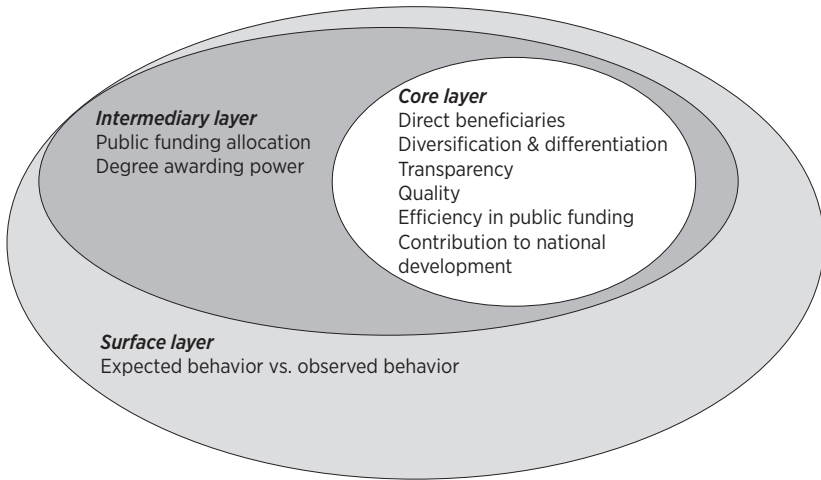 Intermediary layer
Public funding allocation
Degree awarding power
Core layer
Direct beneficiaries
Diversification & differentiation
Transparency
Quality
Efficiency in public funding
Contribution to national
development
Surface layer
Expected behavior vs. observed behavior